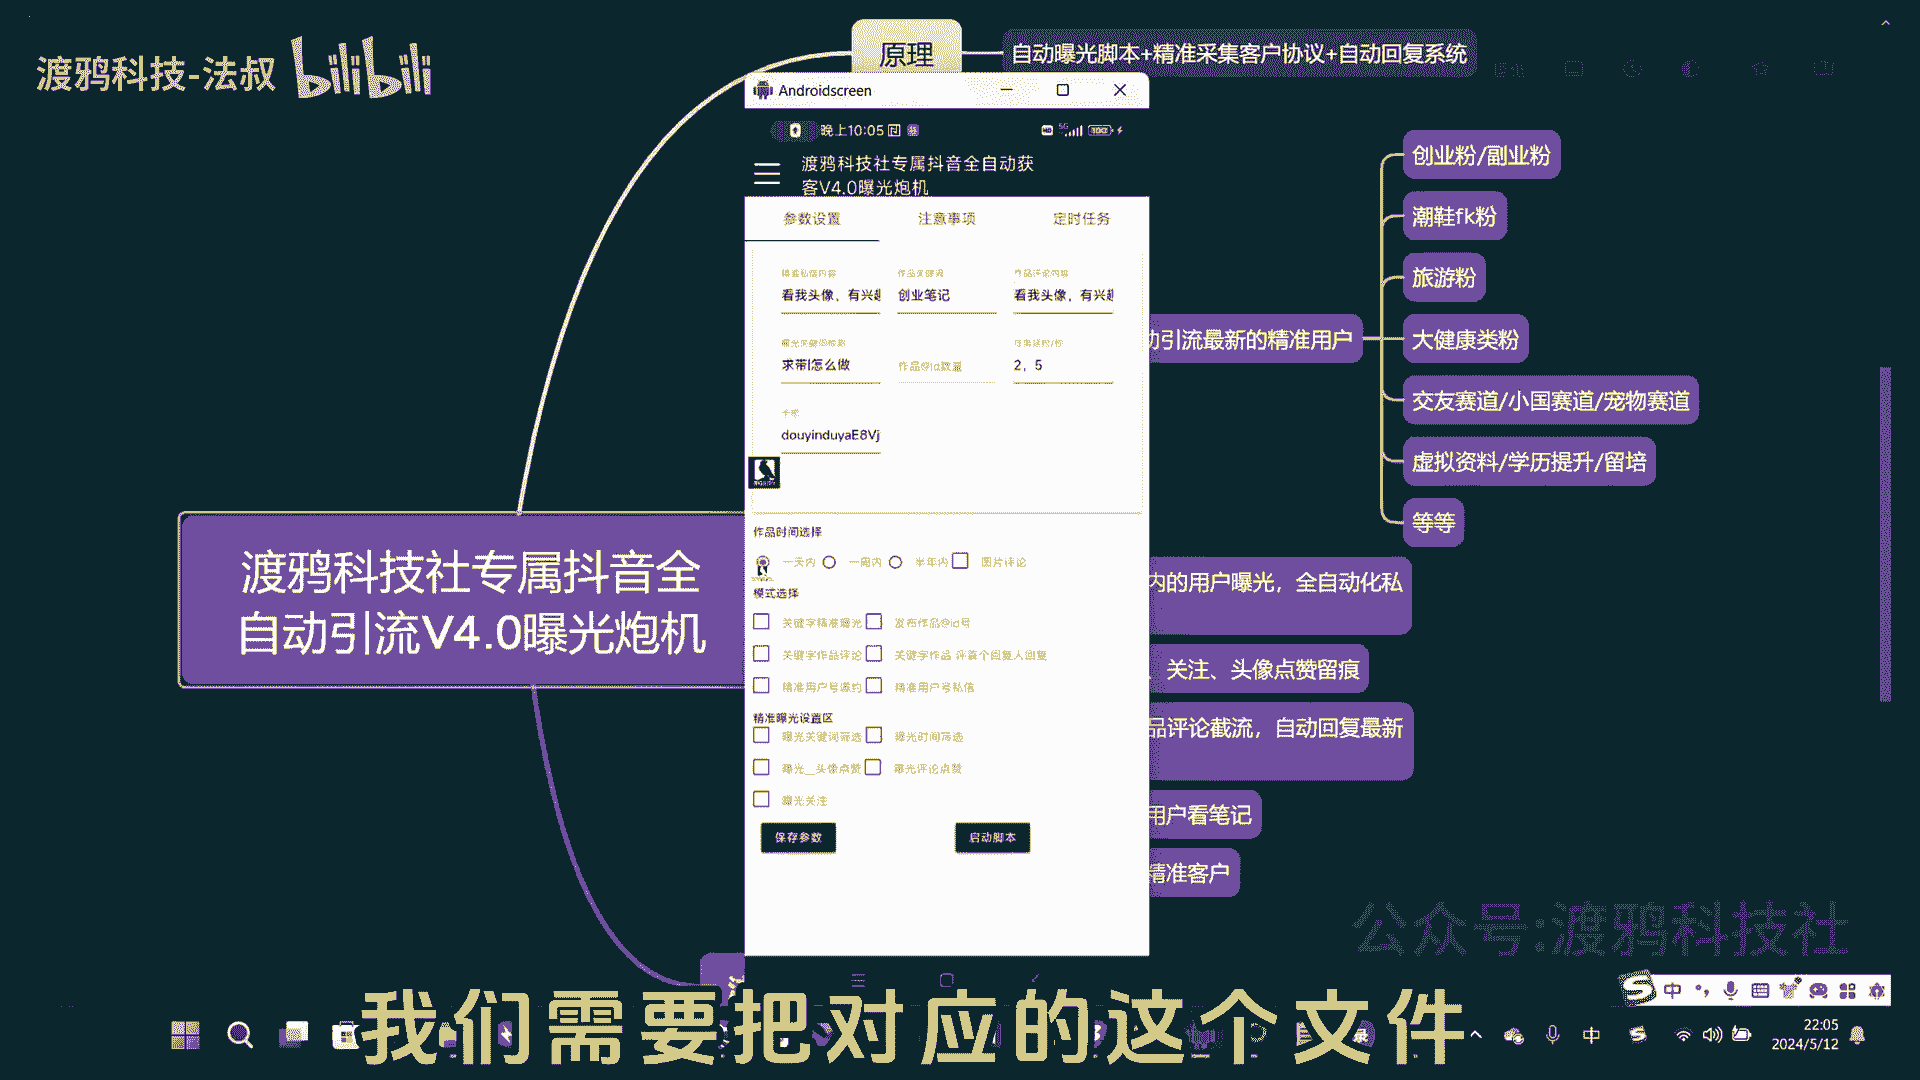 渡鸦科技-法叔 bilibili
原理
自动曝光脚本+精准采集客户协议+自动回复系统
Androidscreen
晚上10:05
渡鸦科技社专属抖音全自动获
客V4.0曝光炮机
参数设置 注意事项 定时任务
精准私信内容 作品关键词 作品评论内容
看我头像，有兴趣 创业笔记 看我头像，有兴趣
求带|怎么做 作品@id数量 2，5
卡密
douyinduyaE8Vj
作品时间选择
一天内 一周内 半年内 图片评论
模式选择
关键字精准曝光 发布作品@id号
关键字作品评论
精准用户号邀约 精准用户号私信
精准曝光设置区
曝光关键词筛选 曝光时间筛选
曝光__头像点赞 曝光评论点赞
曝光关注
保存参数 启动脚本
渡鸦科技社专属抖音全
自动引流V4.0曝光炮机
动引流最新的精准用户
创业粉/副业粉
潮鞋fk粉
旅游粉
大健康类粉
交友赛道/小国赛道/宠物赛道
虚拟资料/学历提升/留培
等等
内的用户曝光，全自动化私
、关注、头像点赞留痕
品评论截流，自动回复最新
用户看笔记
精准客户
公众号:渡鸦科技社
我们需要把对应的这个文件
中
中
22:05
2024/5/12